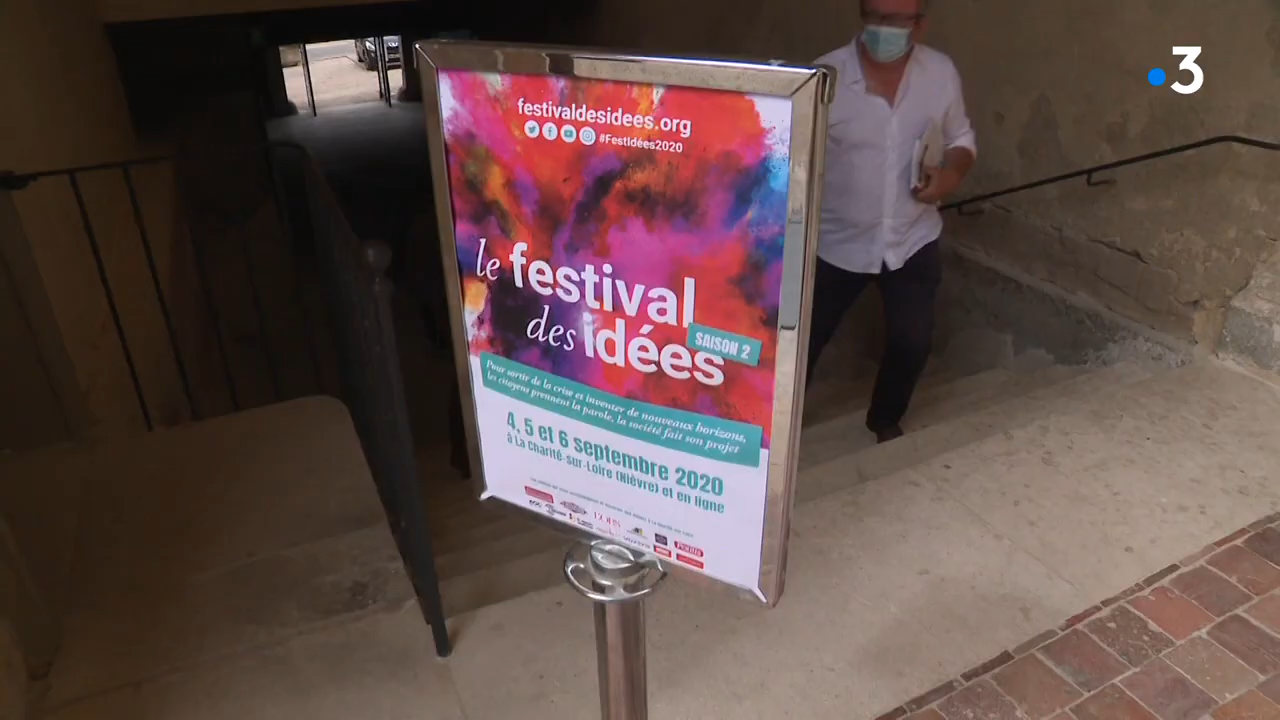 festivaldesidees.org
#FestIdées2020
le festival
des idées
SAISON 2
Pour sortir de la crise et inventer de nouveaux horizons,
les citoyens prennent la parole, la société fait son projet
4, 5 et 6 septembre 2020
à La Charité-sur-Loire (Nièvre) et en ligne
3